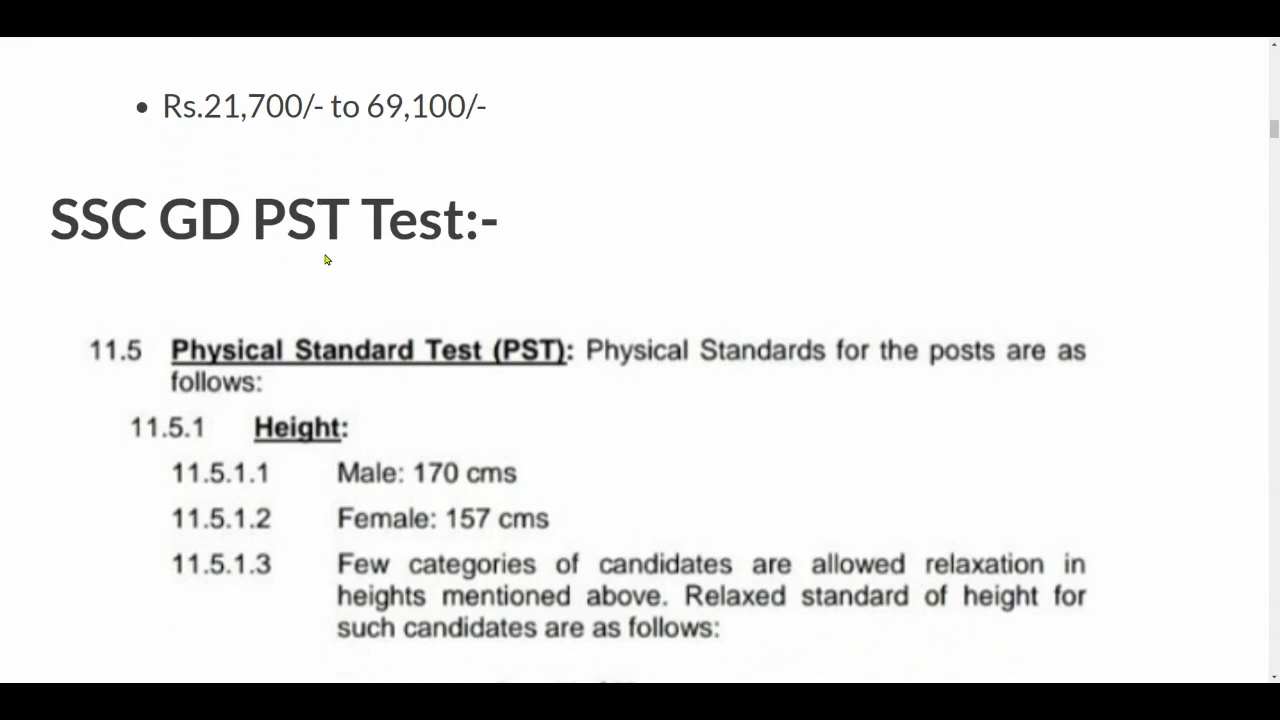 • Rs.21,700/- to 69,100/-
SSC GD PST Test:-
11.5 Physical Standard Test (PST): Physical Standards for the posts are as
follows:
11.5.1 Height:
11.5.1.1 Male: 170 cms
11.5.1.2 Female: 157 cms
11.5.1.3 Few categories of candidates are allowed relaxation in
heights mentioned above. Relaxed standard of height for
such candidates are as follows: